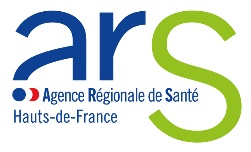 ars
Agence Régionale de Santé
Hauts-de-France